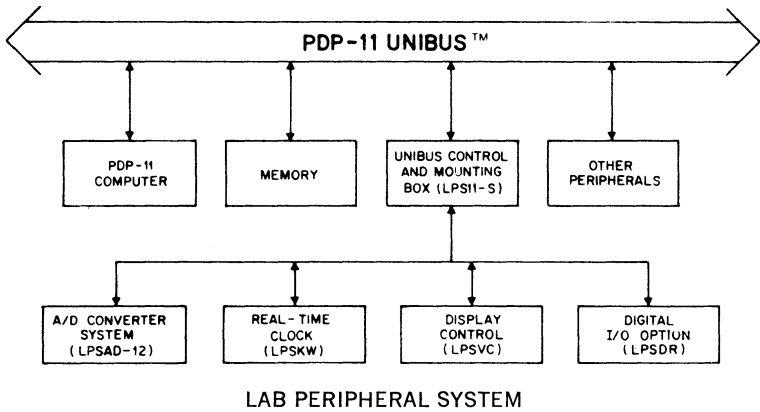 PDP-11 UNIBUS™
PDP-11
COMPUTER
MEMORY
UNIBUS CONTROL
AND MOUNTING
BOX (LPS11-S)
OTHER
PERIPHERALS
A/D CONVERTER
SYSTEM
(LPSAD-12)
REAL-TIME
CLOCK
(LPSKW)
DISPLAY
CONTROL
(LPSVC)
DIGITAL
I/O OPTION
(LPSDR)
LAB PERIPHERAL SYSTEM